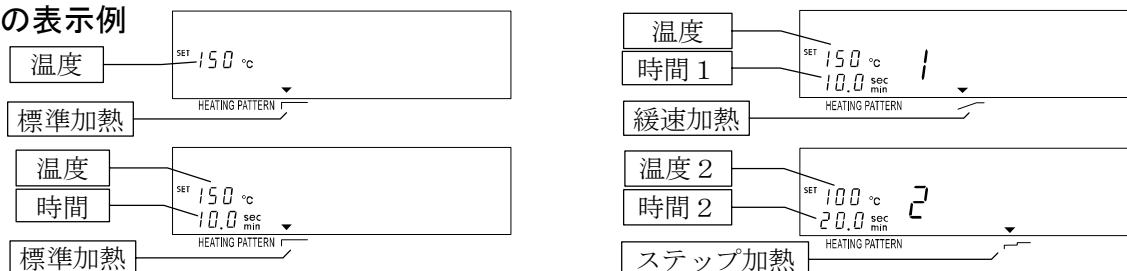 の表示例
温度
SET 150 ℃
標準加熱
HEATING PATTERN
温度
時間
SET 150 ℃
10.0 sec min
標準加熱
HEATING PATTERN
温度
時間１
SET 150 ℃ 1
10.0 sec min
緩速加熱
HEATING PATTERN
温度２
時間２
SET 100 ℃ 2
20.0 sec min
ステップ加熱
HEATING PATTERN